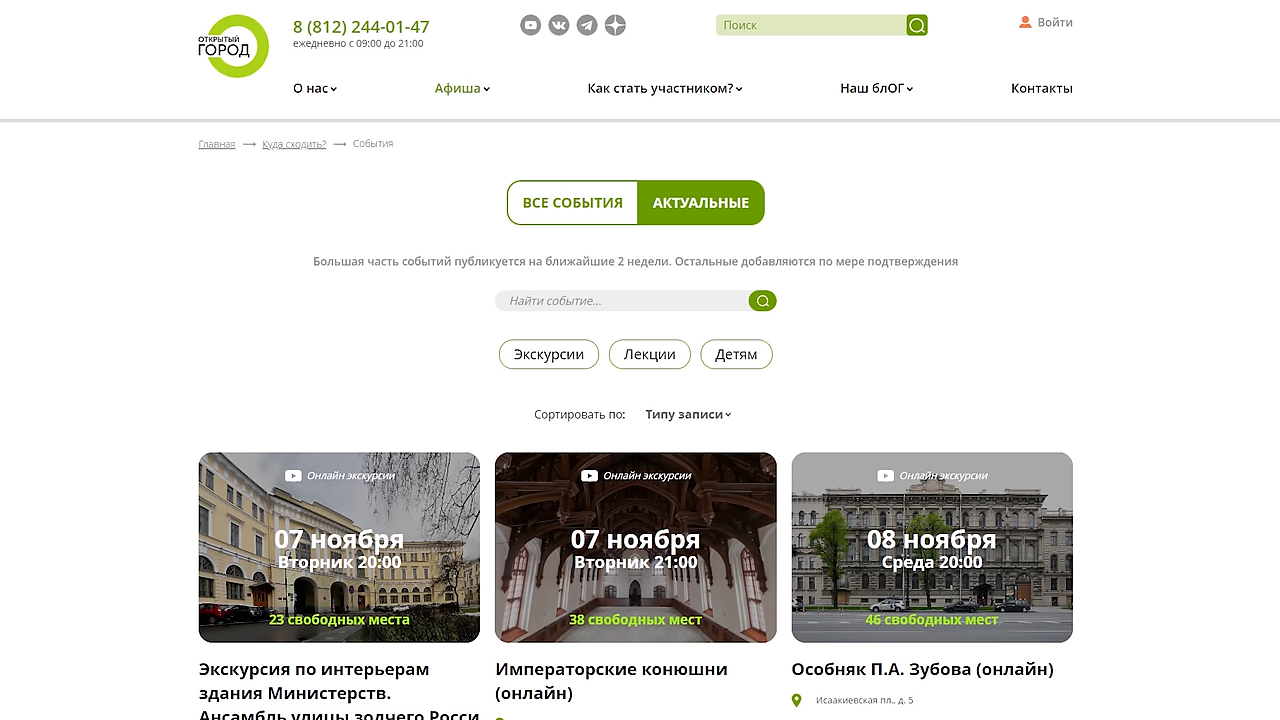 ОТКРЫТЫЙ
ГОРОД
8 (812) 244-01-47
ежедневно с 09:00 до 21:00
Поиск
Войти
О нас
Афиша
Как стать участником?
Наш блОГ
Контакты
Главная
Куда сходить?
События
ВСЕ СОБЫТИЯ
АКТУАЛЬНЫЕ
Большая часть событий публикуется на ближайшие 2 недели. Остальные добавляются по мере подтверждения
Найти событие...
Экскурсии
Лекции
Детям
Сортировать по:
Типу записи
Онлайн экскурсии
07 ноября
Вторник 20:00
23 свободных места
Экскурсия по интерьерам
здания Министерств.
Ансамбль улицы зодчего Росси
Онлайн экскурсии
07 ноября
Вторник 21:00
38 свободных мест
Императорские конюшни
(онлайн)
Онлайн экскурсии
08 ноября
Среда 20:00
46 свободных мест
Особняк П.А. Зубова (онлайн)
Исаакиевская пл., д. 5